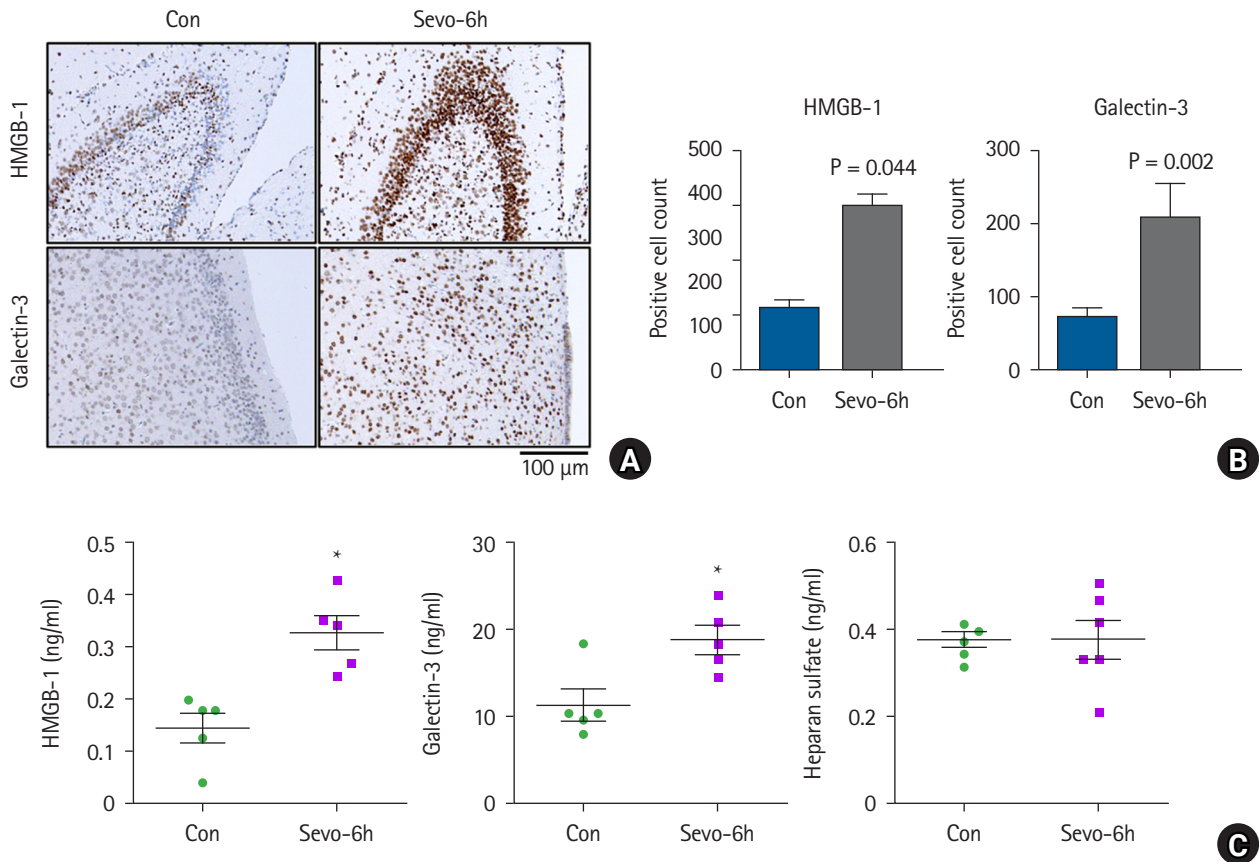 Con Sevo-6h
HMGB-1
Galectin-3
100 µm
A
HMGB-1
Positive cell count
500
400
300
200
100
0
P = 0.044
Con Sevo-6h
Galectin-3
Positive cell count
300
200
100
0
P = 0.002
Con Sevo-6h
B
HMGB-1 (ng/ml)
0.5
0.4
0.3
0.2
0.1
0
*
Con Sevo-6h
Galectin-3 (ng/ml)
30
20
10
0
*
Con Sevo-6h
Heparan sulfate (ng/ml)
0.6
0.4
0.2
0
Con Sevo-6h
C